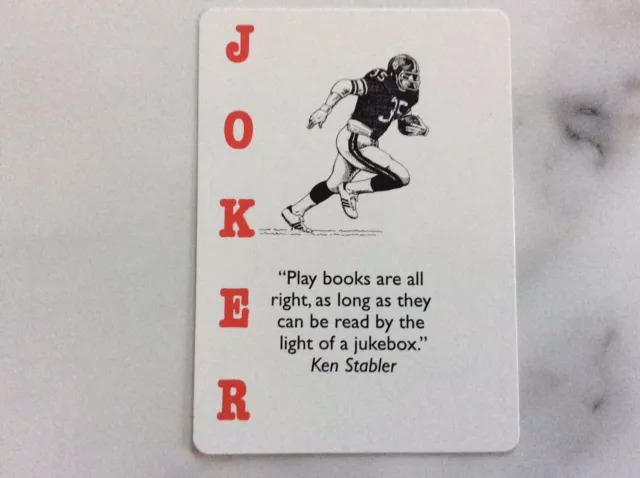 JOKER
35
35
“Play books are all
right, as long as they
can be read by the
light of a jukebox.”
Ken Stabler